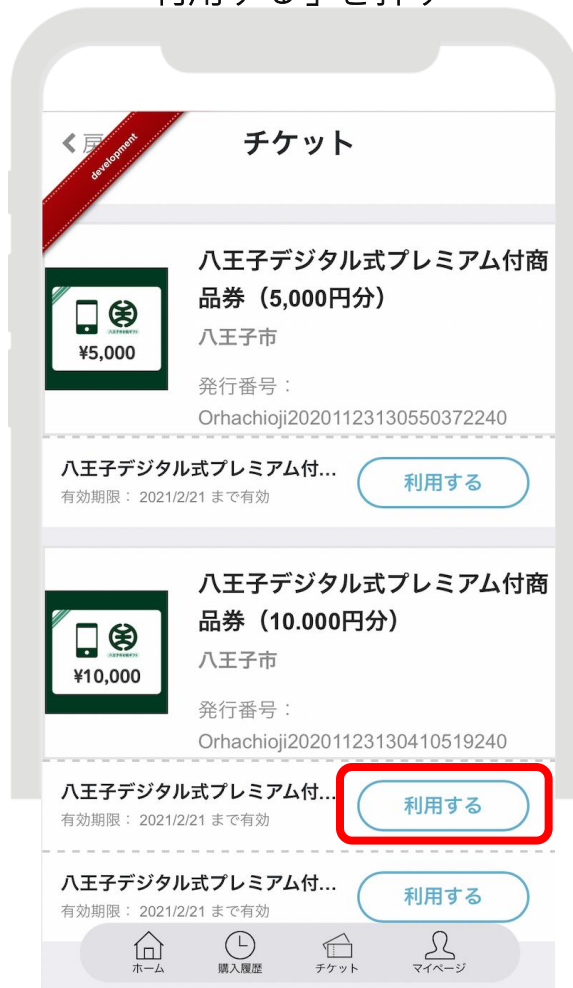 利用する」を押す
戻
development
チケット
八王子デジタル式プレミアム付商
品券（5,000円分）
¥5,000
八王子市
発行番号：
Orhachioji20201123130550372240
八王子デジタル式プレミアム付...
有効期限： 2021/2/21 まで有効
利用する
八王子デジタル式プレミアム付商
品券（10.000円分）
¥10,000
八王子市
発行番号：
Orhachioji20201123130410519240
八王子デジタル式プレミアム付...
有効期限： 2021/2/21 まで有効
利用する
八王子デジタル式プレミアム付...
有効期限： 2021/2/21 まで有効
利用する
ホーム
購入履歴
チケット
マイページ